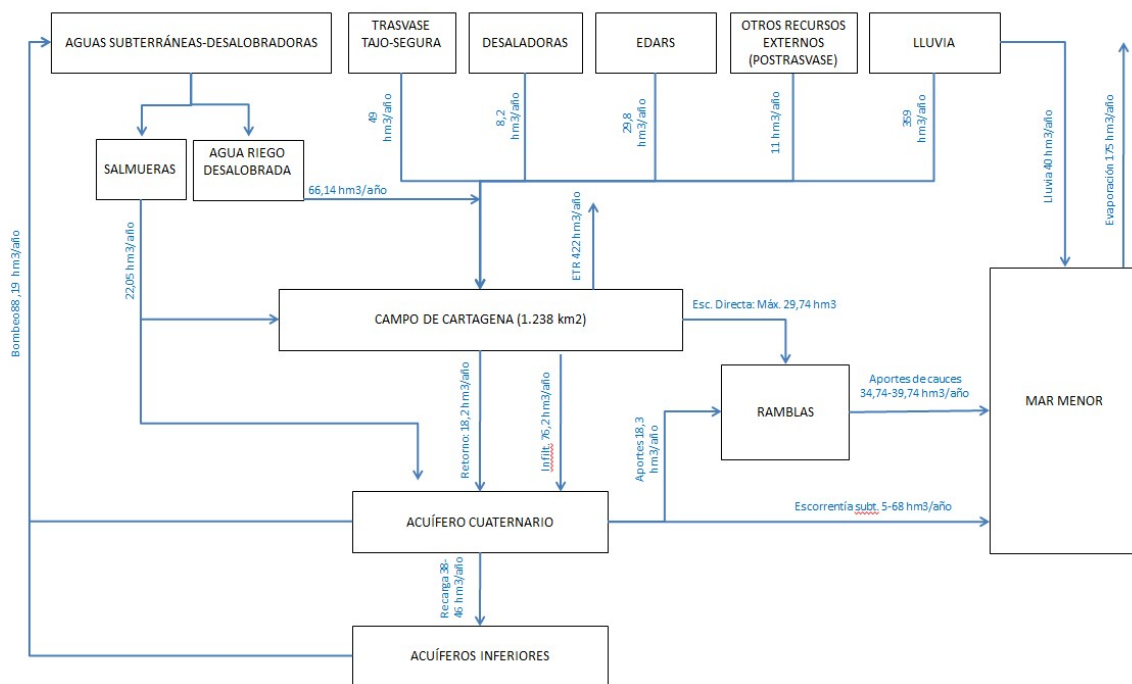 AGUAS SUBTERRÁNEAS-DESALOBRADORAS
TRASVASE
TAJO-SEGURA
DESALADORAS
EDARS
OTROS RECURSOS
EXTERNOS
(POSTRASVASE)
LLUVIA
49
hm3/año
8,2
hm3/año
29,8
hm3/año
11 hm3/año
359
hm3/año
Lluvia 40 hm3/año
Evaporación 175 hm3/año
SALMUERAS
AGUA RIEGO
DESALOBRADA
66,14 hm3/año
22,05 hm3/año
Bombeo 88,19 hm3/año
ETR 422 hm3/año
CAMPO DE CARTAGENA (1.238 km2)
Esc. Directa: Máx. 29,74 hm3
Retorno: 18,2 hm3/año
Infilt. 76,2 hm3/año
RAMBLAS
Aportes de cauces
34,74-39,74 hm3/año
MAR MENOR
Aportes 18,3
hm3/año
ACUÍFERO CUATERNARIO
Escorrentía subt. 5-68 hm3/año
Recarga 38-
46 hm3/año
ACUÍFEROS INFERIORES